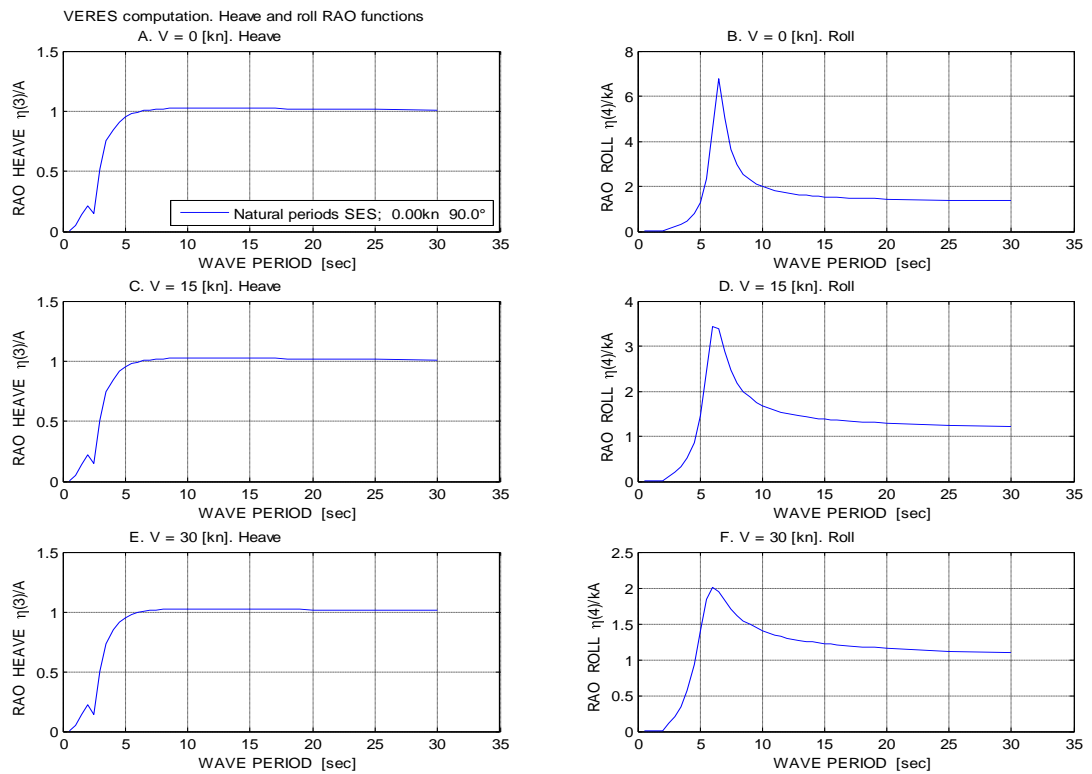 VERES computation. Heave and roll RAO functions
A. V = 0 [kn]. Heave
1.5
1
0.5
0
RAO HEAVE η(3)/A
Natural periods SES; 0.00kn 90.0°
0 5 10 15 20 25 30 35
WAVE PERIOD [sec]
B. V = 0 [kn]. Roll
8
6
4
2
0
RAO ROLL η(4)/kA
0 5 10 15 20 25 30 35
WAVE PERIOD [sec]
C. V = 15 [kn]. Heave
1.5
1
0.5
0
RAO HEAVE η(3)/A
0 5 10 15 20 25 30 35
WAVE PERIOD [sec]
D. V = 15 [kn]. Roll
4
3
2
1
0
RAO ROLL η(4)/kA
0 5 10 15 20 25 30 35
WAVE PERIOD [sec]
E. V = 30 [kn]. Heave
1.5
1
0.5
0
RAO HEAVE η(3)/A
0 5 10 15 20 25 30 35
WAVE PERIOD [sec]
F. V = 30 [kn]. Roll
2.5
2
1.5
1
0.5
0
RAO ROLL η(4)/kA
0 5 10 15 20 25 30 35
WAVE PERIOD [sec]